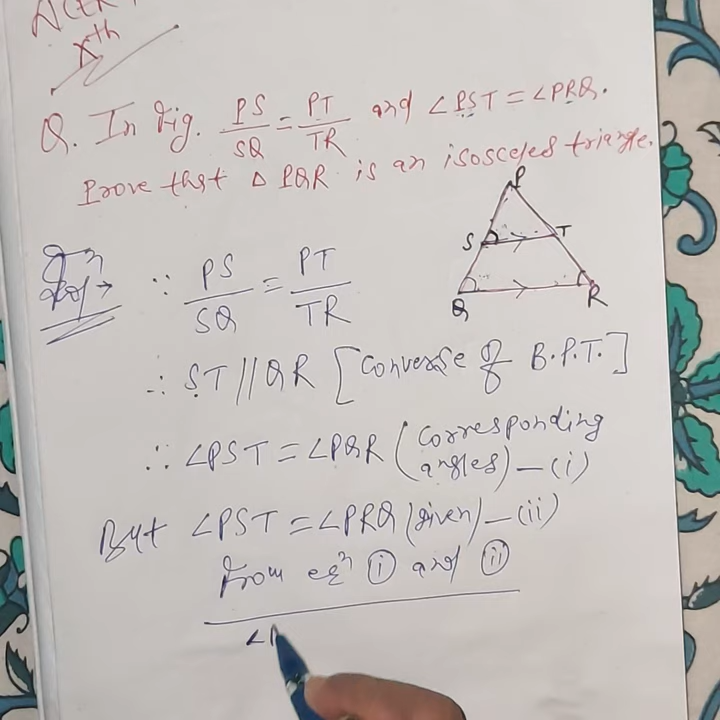 Xth
Q. In Fig. PS/SQ = PT/TR and ∠PST = ∠PRQ.
Prove that △ PQR is an isosceles triangle.
P
S T
Q R
∵ PS/SQ = PT/TR
∴ ST // QR [Converse of B.P.T.]
∴ ∠PST = ∠PQR (Corresponding
angles) – (i)
But ∠PST = ∠PRQ (given) – (ii)
From eqn (i) and (ii)